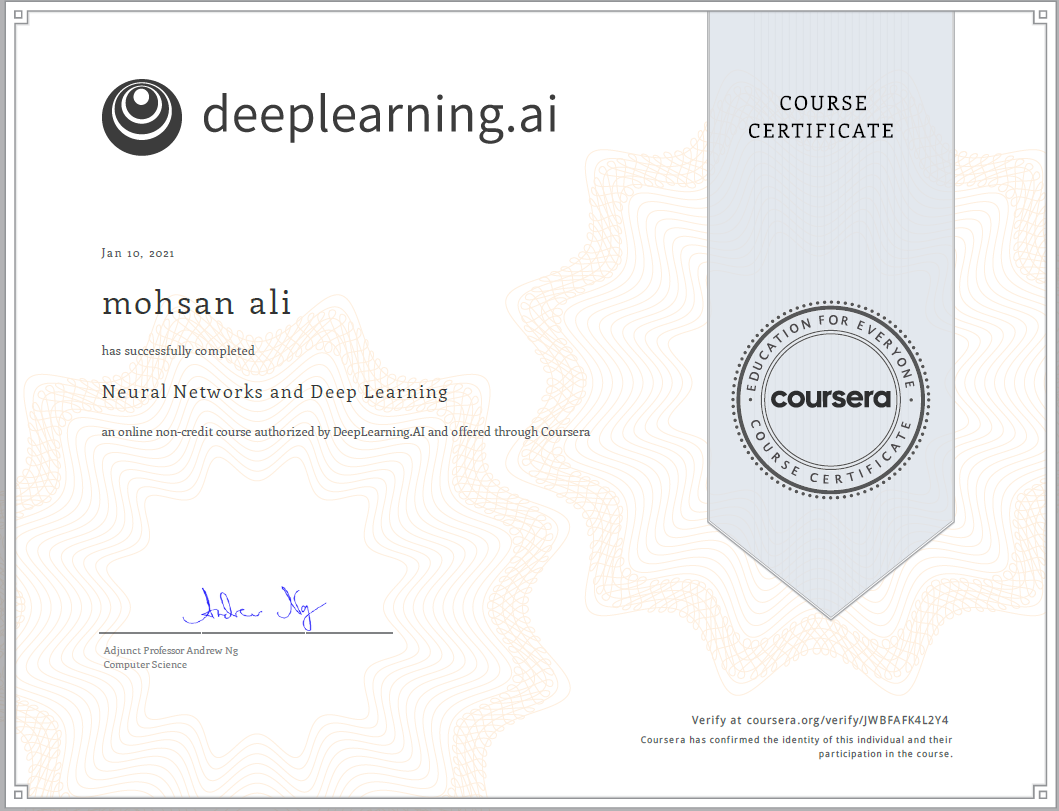 deeplearning.ai
COURSE
CERTIFICATE
Jan 10, 2021
mohsan ali
has successfully completed
Neural Networks and Deep Learning
an online non-credit course authorized by DeepLearning.AI and offered through Coursera
EDUCATION FOR EVERYONE
coursera
COURSE CERTIFICATE
Andrew Ng
Adjunct Professor Andrew Ng
Computer Science
Verify at coursera.org/verify/JWBFAFK4L2Y4
Coursera has confirmed the identity of this individual and their
participation in the course.